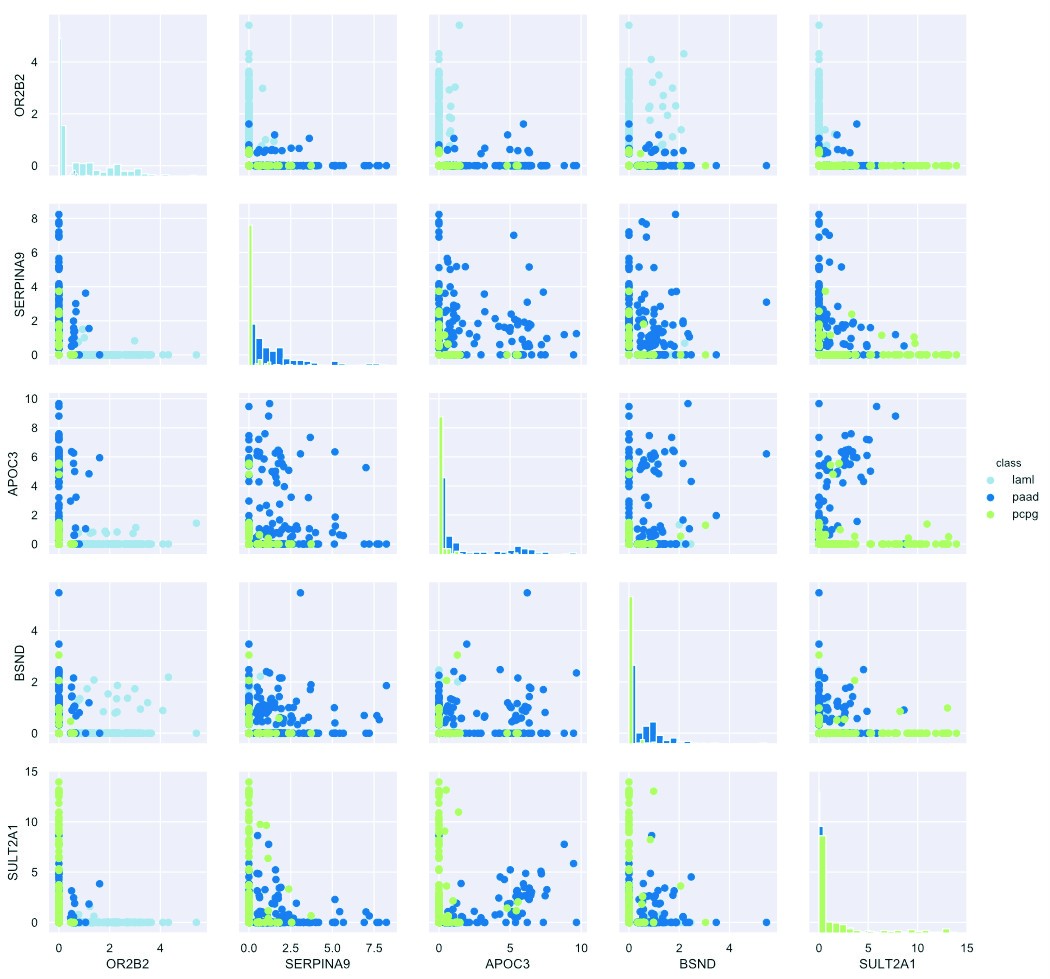 OR2B2
4
2
0
SERPINA9
8
6
4
2
0
APOC3
10
8
6
4
2
0
class
laml
paad
pcpg
BSND
4
2
0
SULT2A1
15
10
5
0
0 2 4
0.0 2.5 5.0 7.5
0 5 10
0 2 4
0 5 10 15
OR2B2 SERPINA9 APOC3 BSND SULT2A1